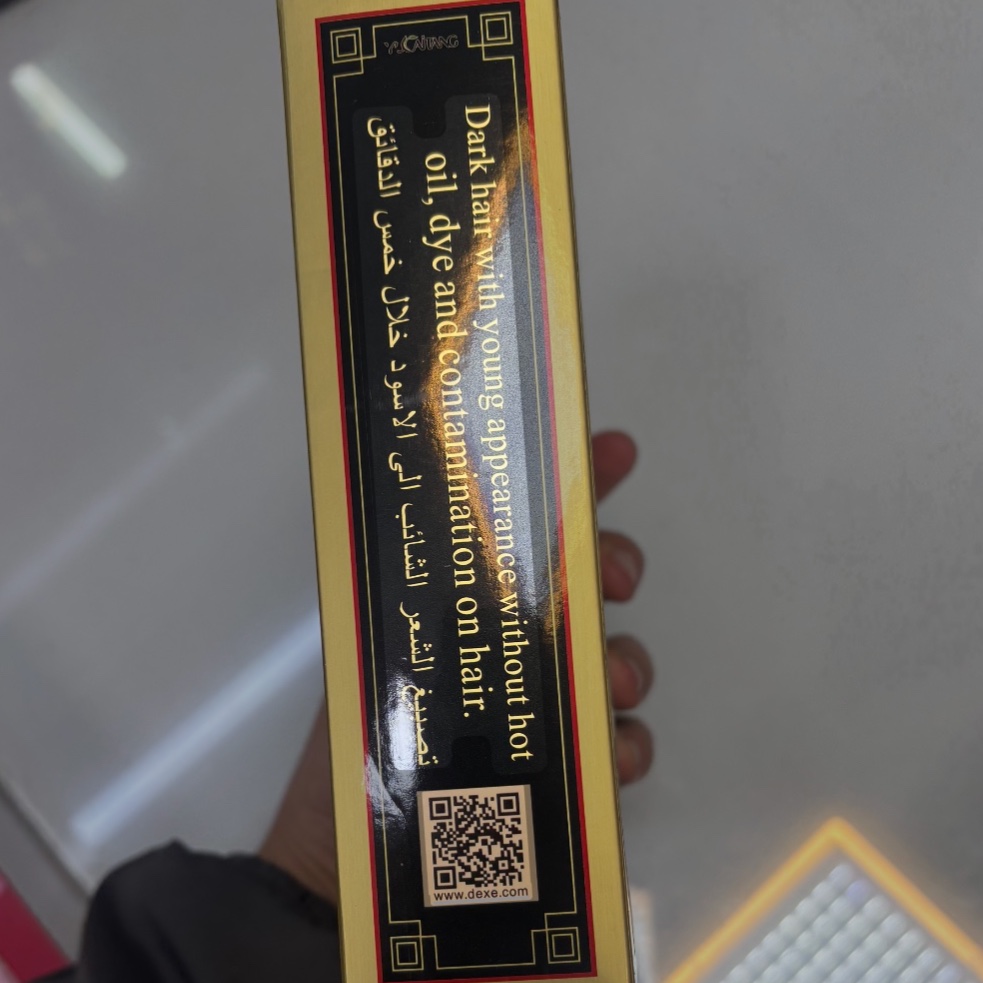 Dark hair with young appearance without hot
oil, dye and contamination on hair.
تصبيغ الشعر الشائب الى الاسود خلال خمس الدقائق
www.dexe.com